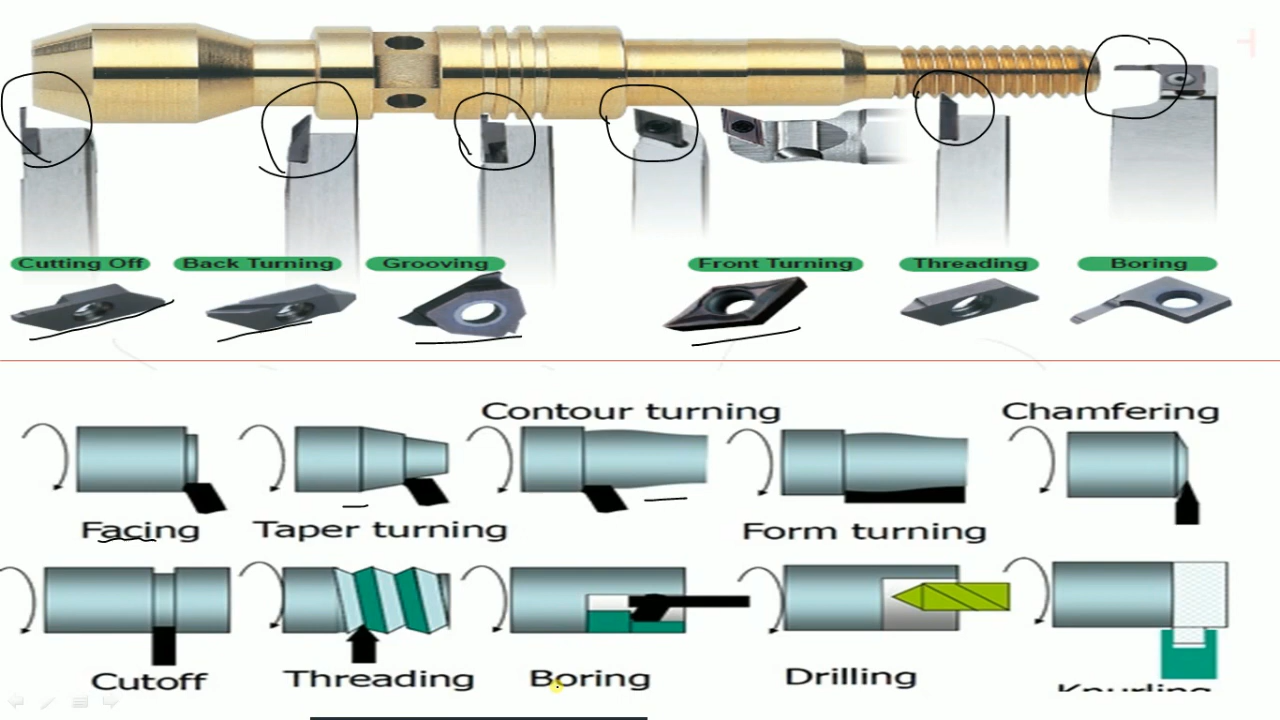 Cutting Off Back Turning Grooving Front Turning Threading Boring
Contour turning Chamfering
Facing Taper turning Form turning
Cutoff Threading Boring Drilling Knurling